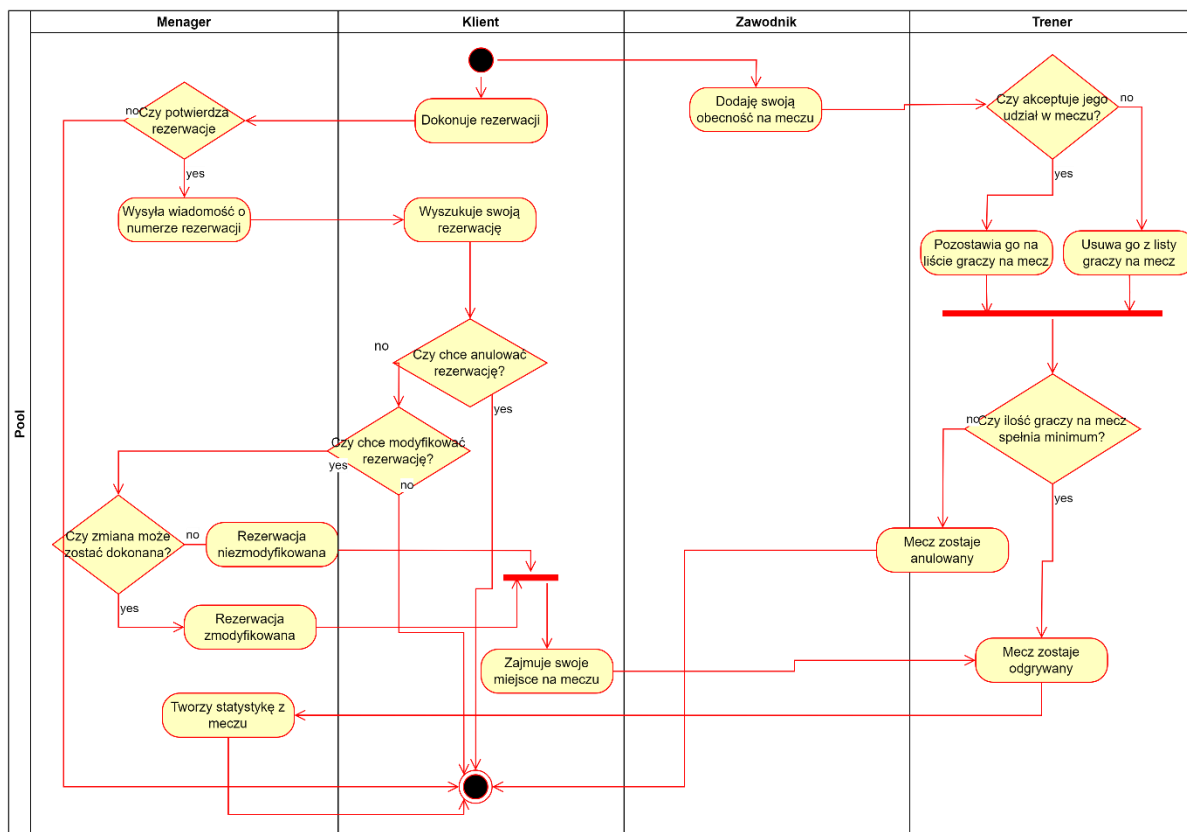 Menager
Klient
Zawodnik
Trener
Pool
no
Czy potwierdza
rezerwacje
yes
Dokonuje rezerwacji
Dodaję swoją
obecność na meczu
Czy akceptuje jego
udział w meczu?
no
yes
Wysyła wiadomość o
numerze rezerwacji
Wyszukuje swoją
rezerwację
Pozostawia go na
liście graczy na mecz
Usuwa go z listy
graczy na mecz
no
Czy chce anulować
rezerwację?
yes
Czy chce modyfikować
rezerwację?
yes
no
no
Czy ilość graczy na mecz
spełnia minimum?
yes
Czy zmiana może
zostać dokonana?
no
yes
Rezerwacja
niezmodyfikowana
Mecz zostaje
anulowany
Rezerwacja
zmodyfikowana
Zajmuje swoje
miejsce na meczu
Mecz zostaje
odgrywany
Tworzy statystykę z
meczu